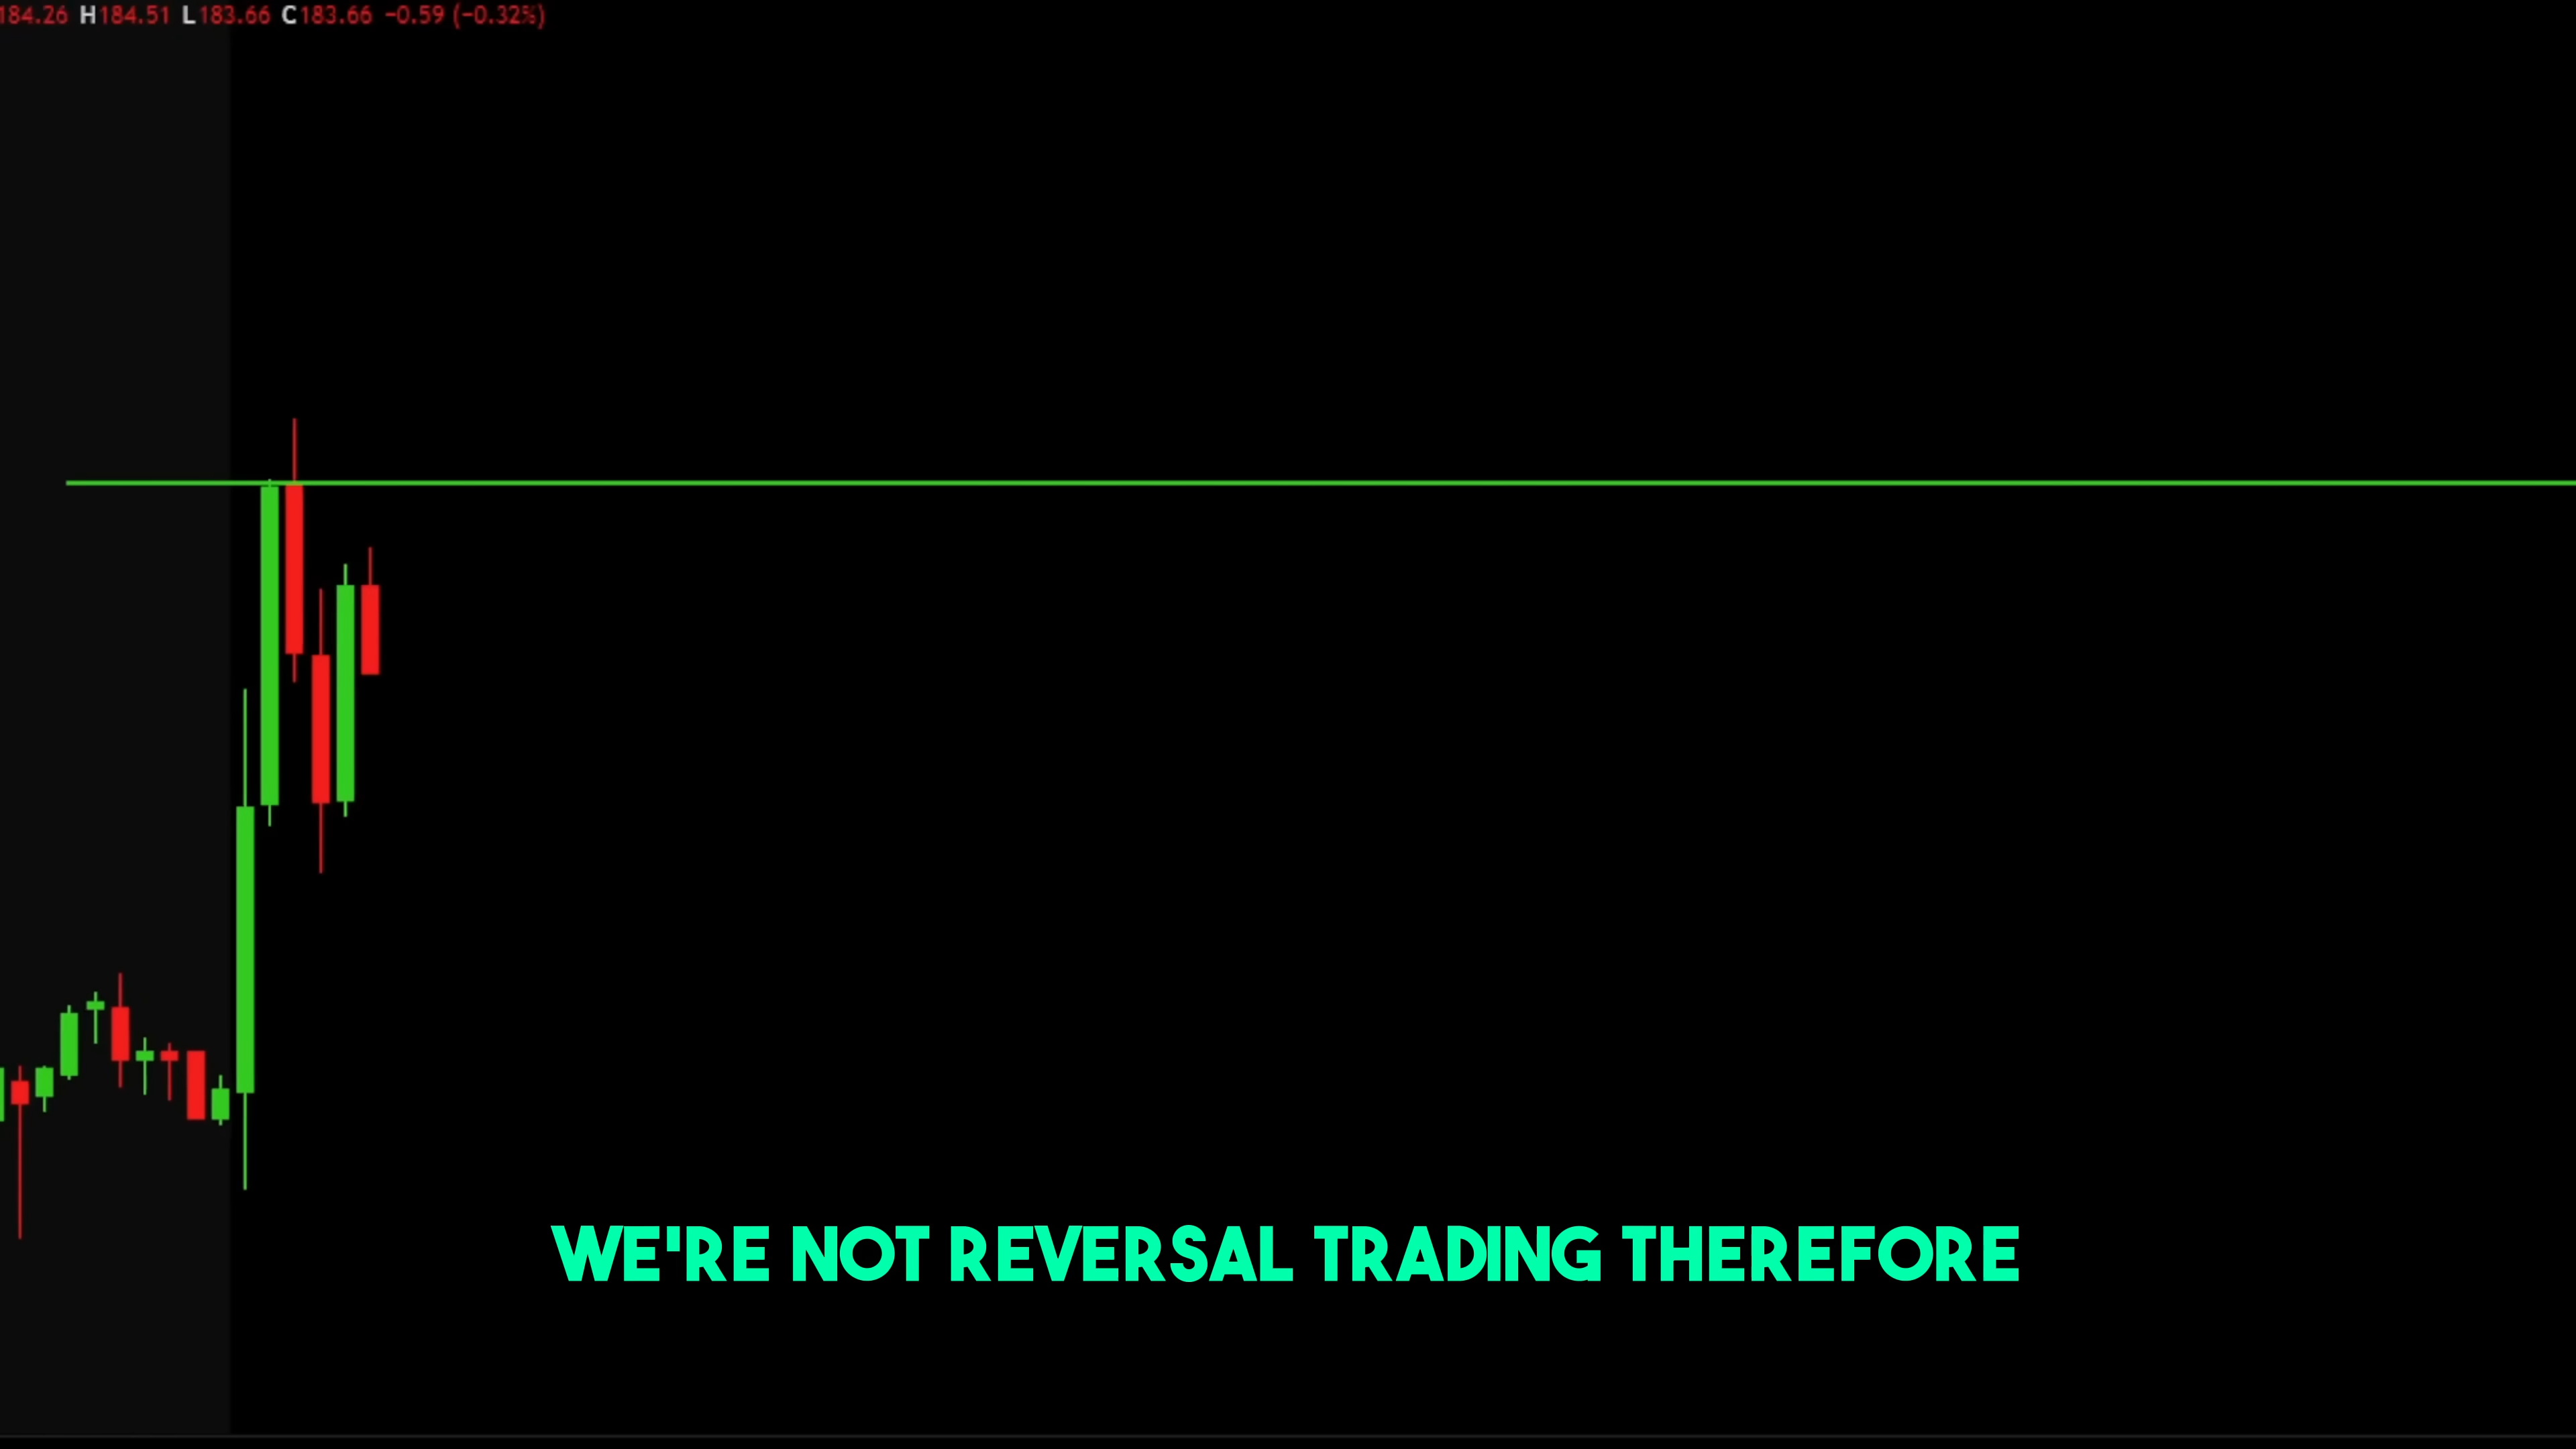 184.26 H184.51 L183.66 C183.66 −0.59 (−0.32%)
WE'RE NOT REVERSAL TRADING THEREFORE